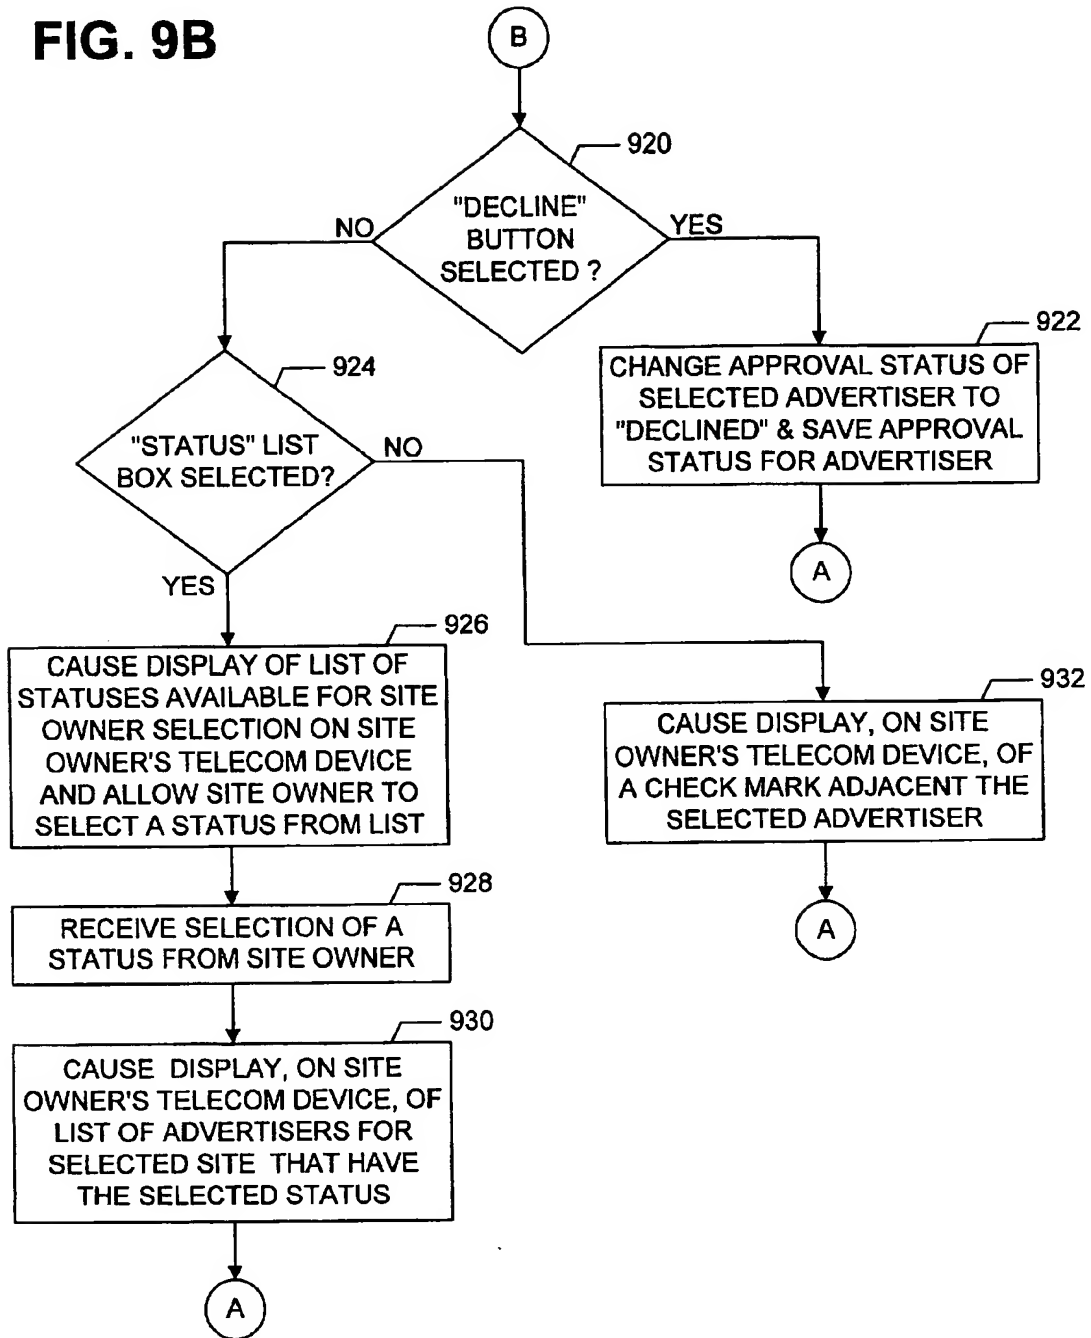 FIG. 9B
B
920
"DECLINE"
BUTTON
SELECTED ?
NO
YES
922
CHANGE APPROVAL STATUS OF
SELECTED ADVERTISER TO
"DECLINED" & SAVE APPROVAL
STATUS FOR ADVERTISER
A
924
"STATUS" LIST
BOX SELECTED?
NO
YES
926
CAUSE DISPLAY OF LIST OF
STATUSES AVAILABLE FOR SITE
OWNER SELECTION ON SITE
OWNER'S TELECOM DEVICE
AND ALLOW SITE OWNER TO
SELECT A STATUS FROM LIST
932
CAUSE DISPLAY, ON SITE
OWNER'S TELECOM DEVICE, OF
A CHECK MARK ADJACENT THE
SELECTED ADVERTISER
A
928
RECEIVE SELECTION OF A
STATUS FROM SITE OWNER
930
CAUSE DISPLAY, ON SITE
OWNER'S TELECOM DEVICE, OF
LIST OF ADVERTISERS FOR
SELECTED SITE THAT HAVE
THE SELECTED STATUS
A